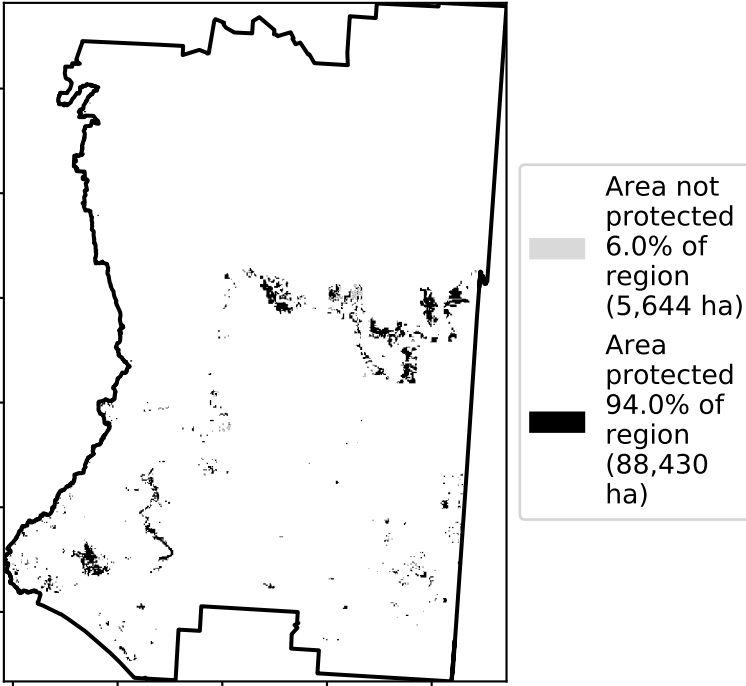 Area not
protected
6.0% of
region
(5,644 ha)
Area
protected
94.0% of
region
(88,430
ha)